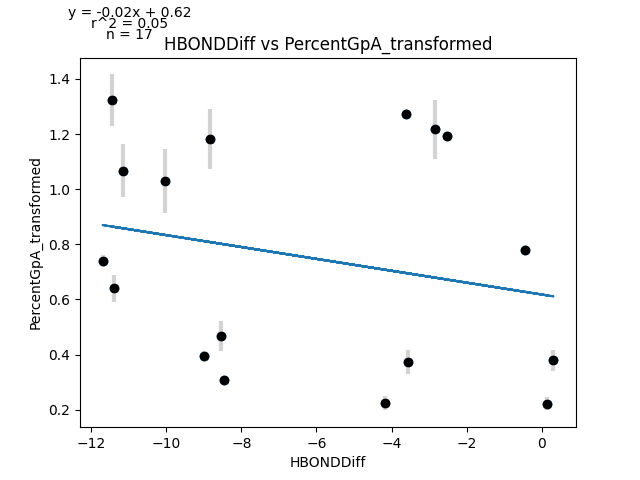 y = -0.02x + 0.62
r^2 = 0.05
n = 17
HBONDDiff vs PercentGpA_transformed
PercentGpA_transformed
1.4
1.2
1.0
0.8
0.6
0.4
0.2
−12 −10 −8 −6 −4 −2 0
HBONDDiff